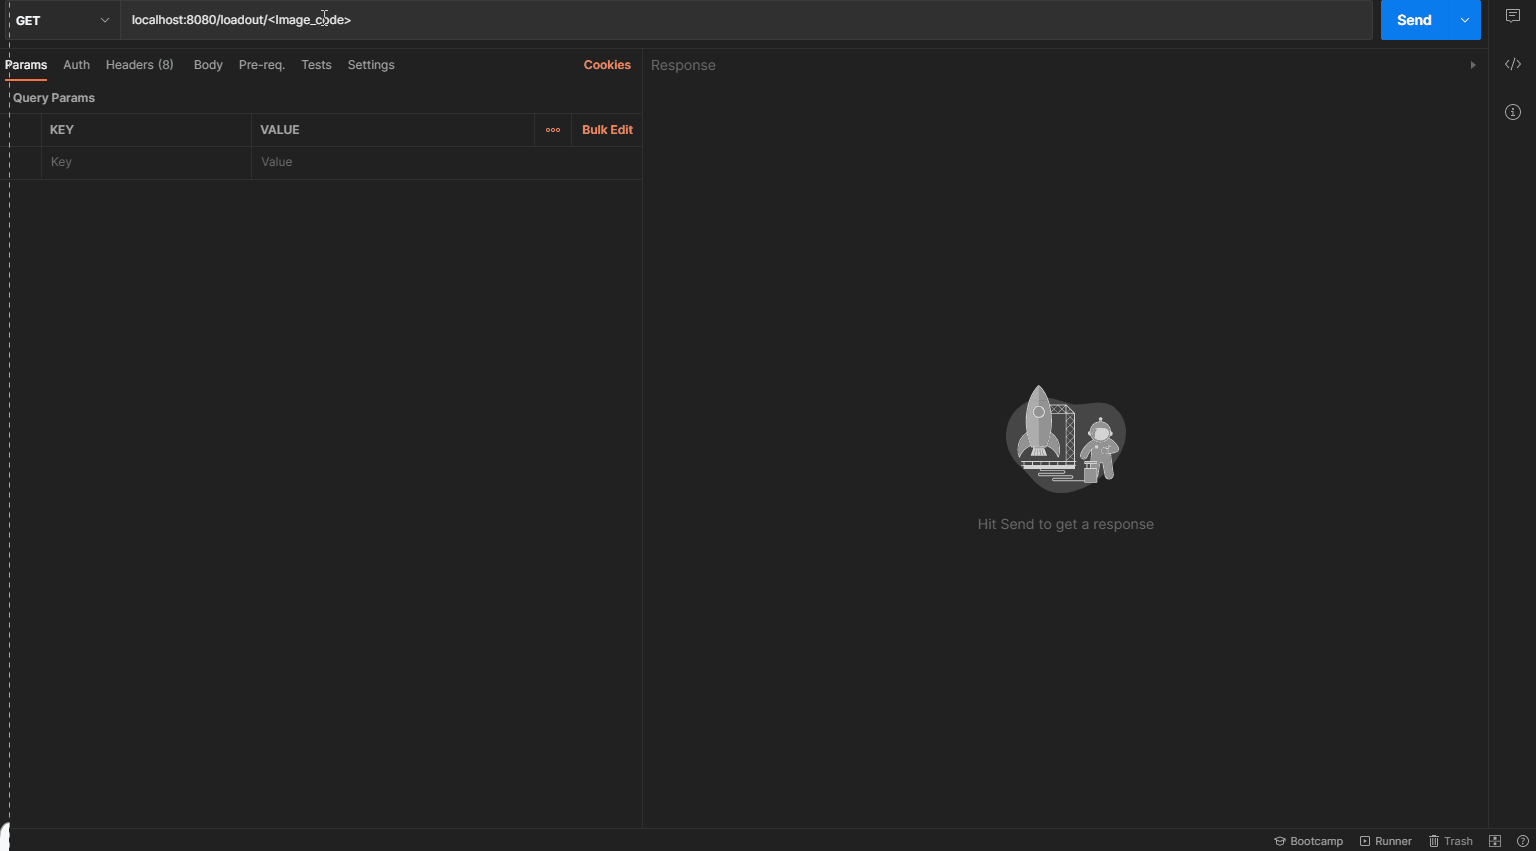 GET localhost:8080/loadout/<Image_code> Send
Params Auth Headers (8) Body Pre-req. Tests Settings Cookies Response
Query Params
KEY VALUE Bulk Edit
Key Value
Hit Send to get a response
Bootcamp Runner Trash